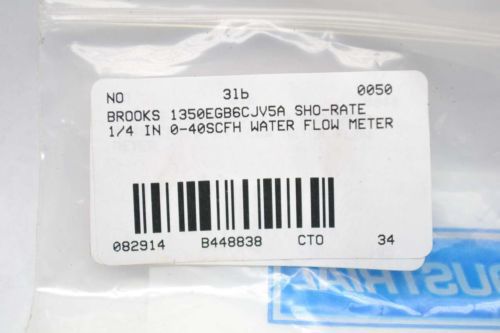 NO 31b 0050
BROOKS 1350EGB6CJV5A SHO-RATE
1/4 IN 0-40SCFH WATER FLOW METER
082914 B448838 CTO 34